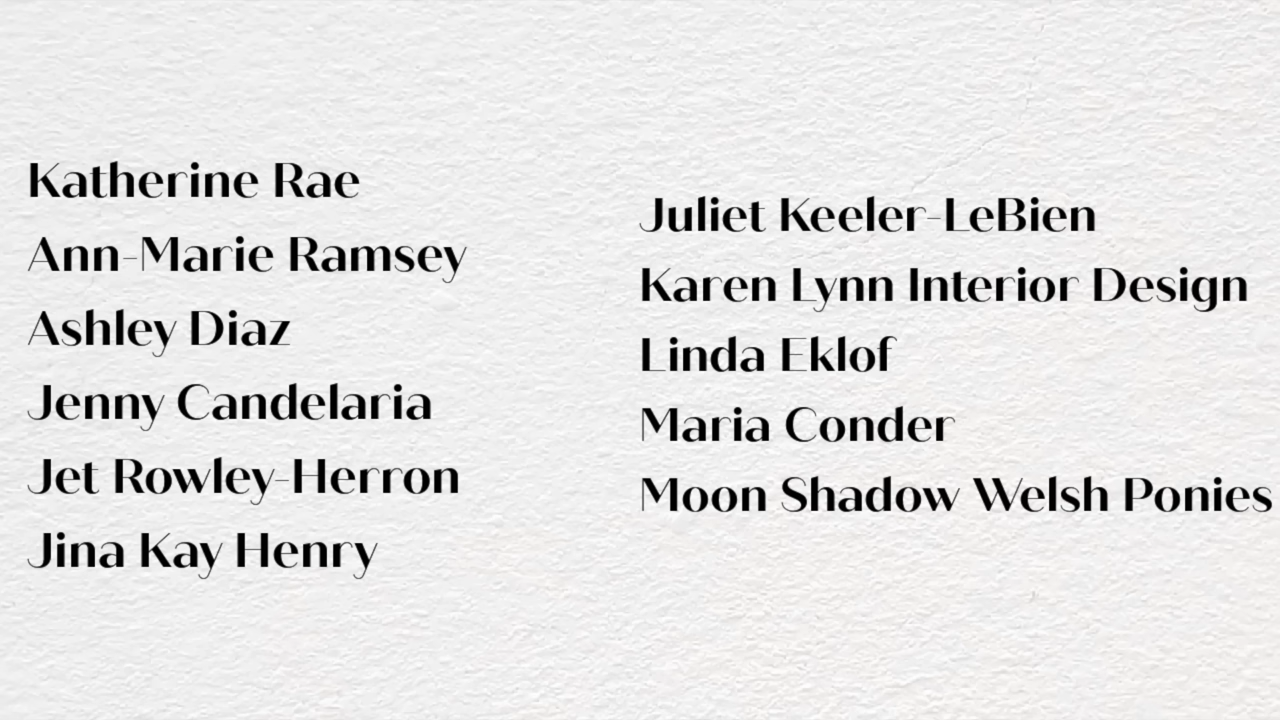 Katherine Rae
Ann-Marie Ramsey
Ashley Diaz
Jenny Candelaria
Jet Rowley-Herron
Jina Kay Henry
Juliet Keeler-LeBien
Karen Lynn Interior Design
Linda Eklof
Maria Conder
Moon Shadow Welsh Ponies